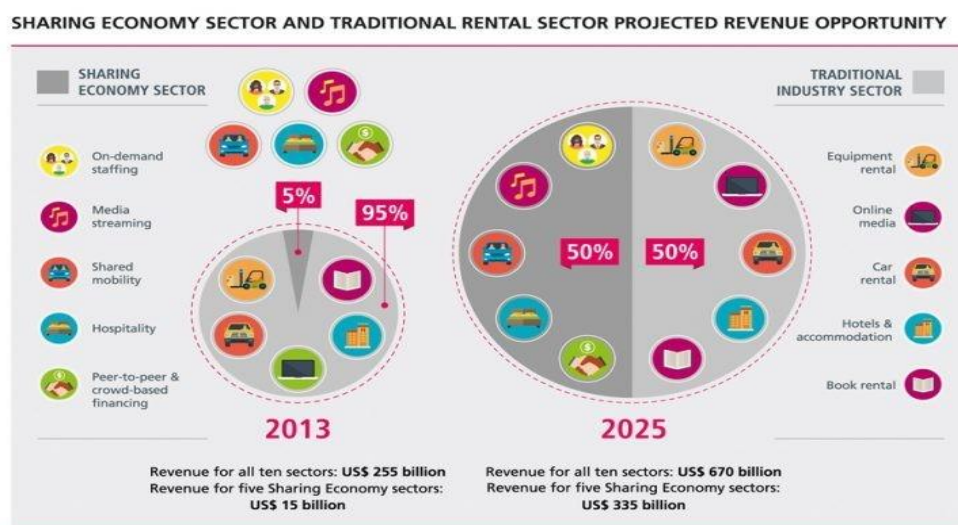 SHARING ECONOMY SECTOR AND TRADITIONAL RENTAL SECTOR PROJECTED REVENUE OPPORTUNITY
SHARING
ECONOMY SECTOR
On-demand
staffing
Media
streaming
Shared
mobility
Hospitality
Peer-to-peer &
crowd-based
financing
5%
95%
2013
Revenue for all ten sectors: US$ 255 billion
Revenue for five Sharing Economy sectors:
US$ 15 billion
50%
50%
2025
Revenue for all ten sectors: US$ 670 billion
Revenue for five Sharing Economy sectors:
US$ 335 billion
TRADITIONAL
INDUSTRY SECTOR
Equipment
rental
Online
media
Car
rental
Hotels &
accommodation
Book rental